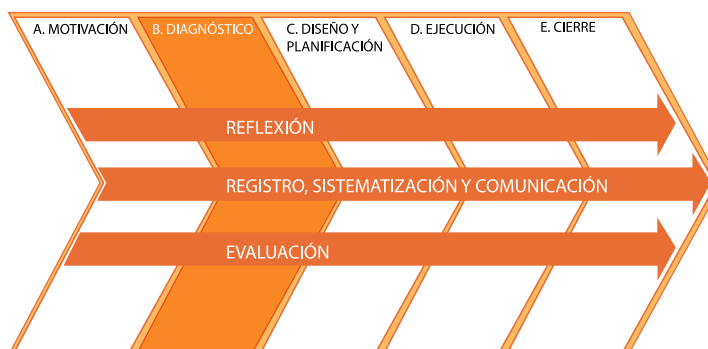 A. MOTIVACIÓN
B. DIAGNÓSTICO
C. DISEÑO Y
PLANIFICACIÓN
D. EJECUCIÓN
E. CIERRE
REFLEXIÓN
REGISTRO, SISTEMATIZACIÓN Y COMUNICACIÓN
EVALUACIÓN